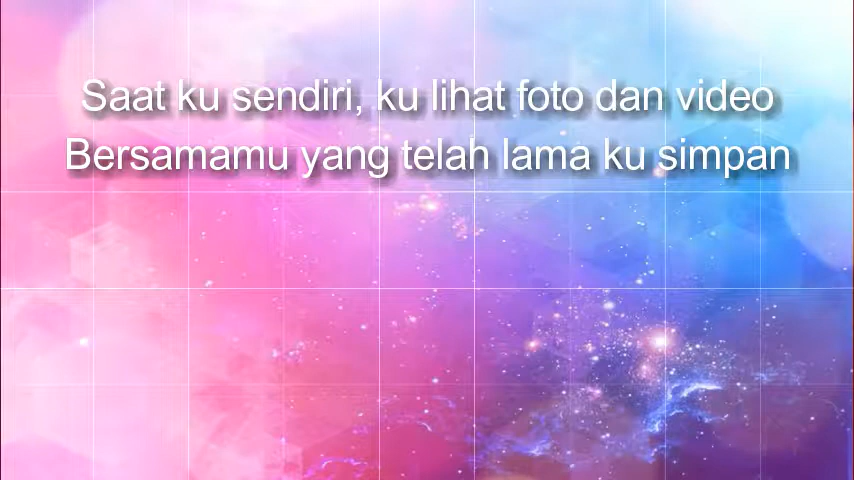 Saat ku sendiri, ku lihat foto dan video
Bersamamu yang telah lama ku simpan